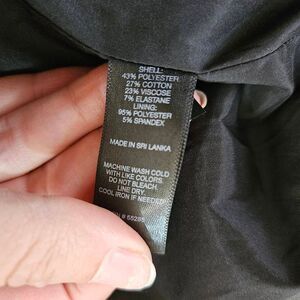 SHELL:
43% POLYESTER
27% COTTON
23% VISCOSE
7% ELASTANE
LINING:
95% POLYESTER
5% SPANDEX
MADE IN SRI LANKA
MACHINE WASH COLD
WITH LIKE COLORS.
DO NOT BLEACH.
LINE DRY.
COOL IRON IF NEEDED
# 55285